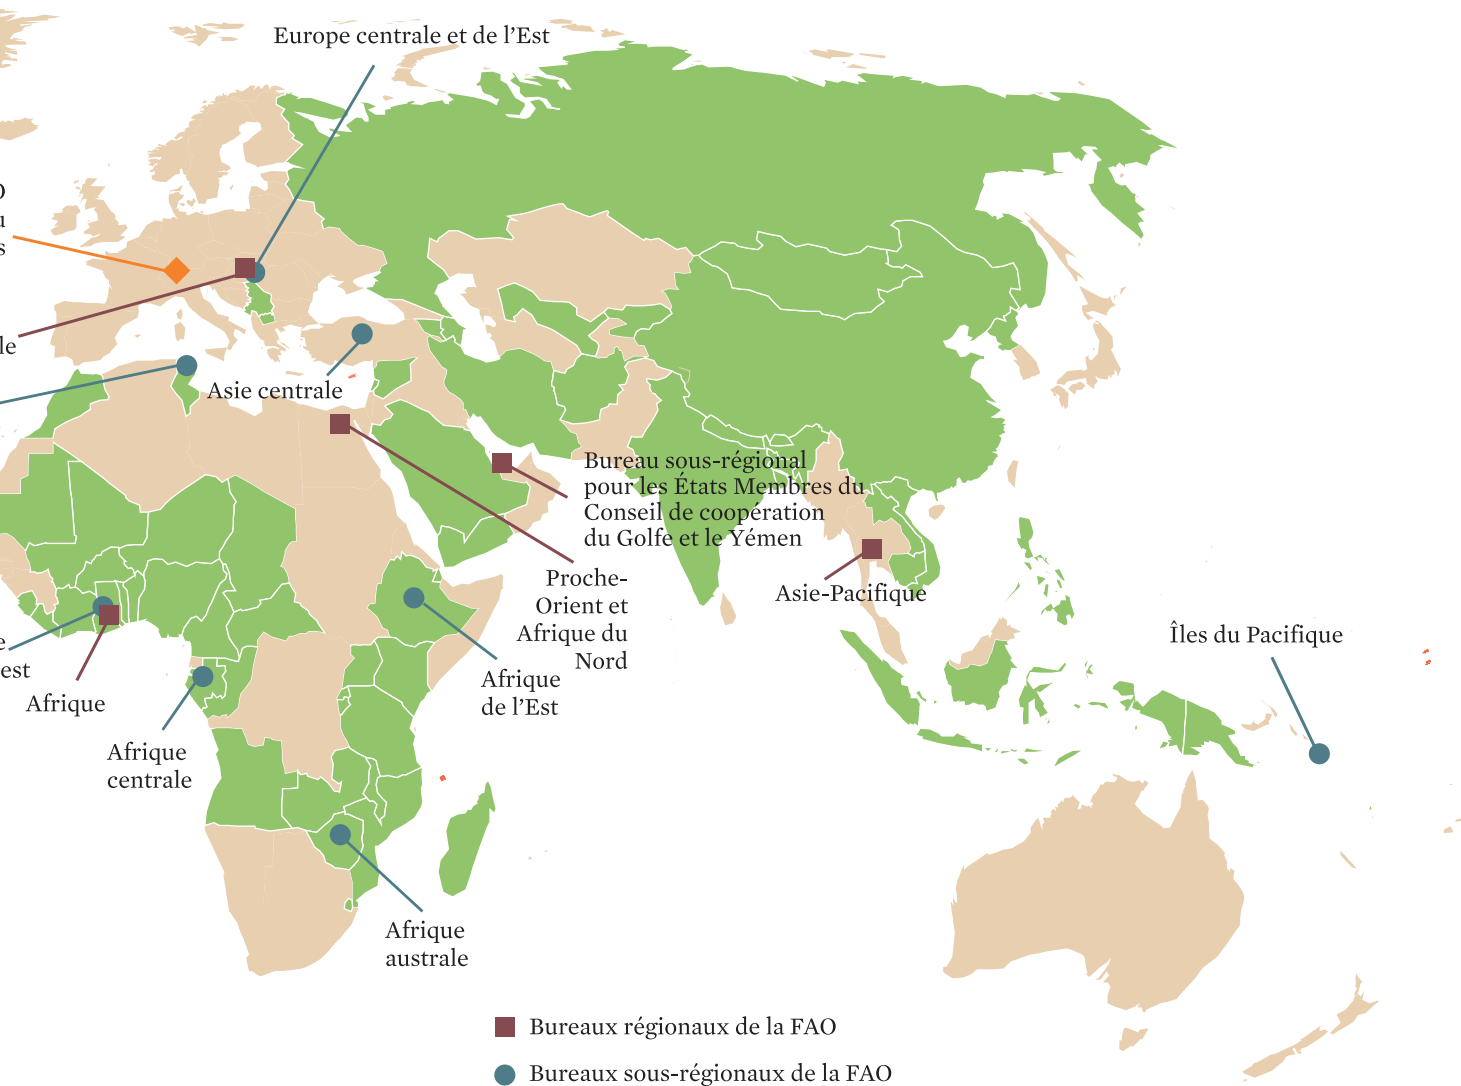 Europe centrale et de l’Est
O
u
s
le
Asie centrale
Bureau sous-régional
pour les États Membres du
Conseil de coopération
du Golfe et le Yémen
Proche-
Orient et
Afrique du
Nord
Asie-Pacifique
Îles du Pacifique
e
est
Afrique
Afrique
de l’Est
Afrique
centrale
Afrique
australe
Bureaux régionaux de la FAO
Bureaux sous-régionaux de la FAO